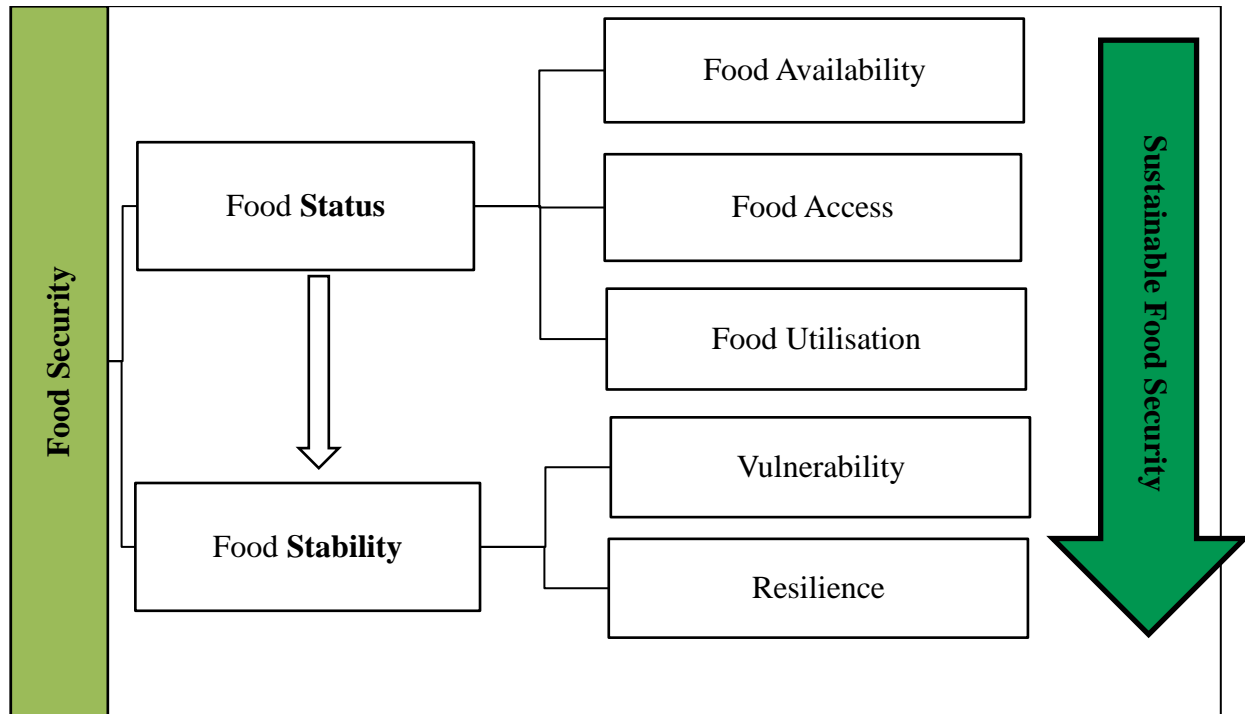 Food Security
Food Status
Food Stability
Food Availability
Food Access
Food Utilisation
Vulnerability
Resilience
Sustainable Food Security